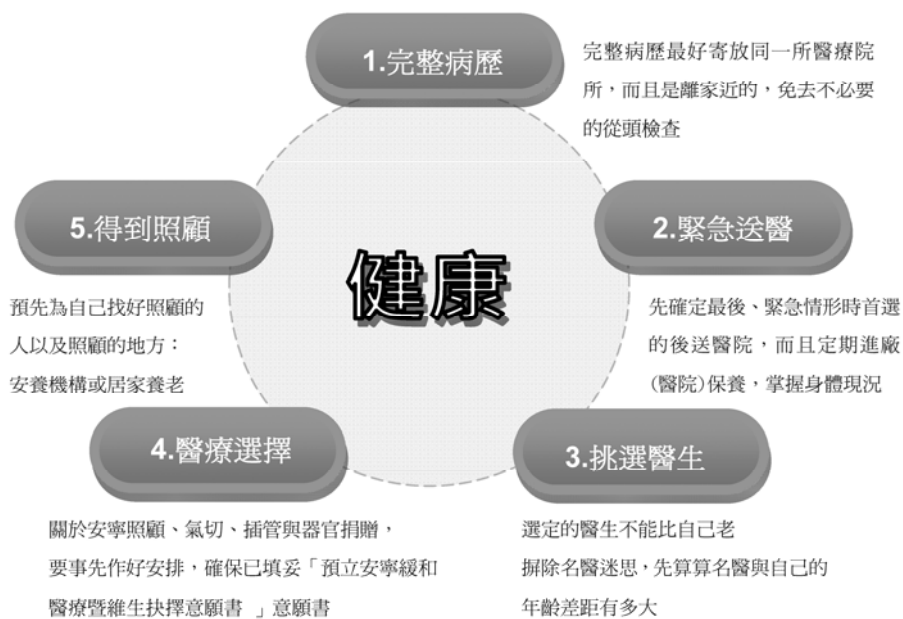 1.完整病歷
完整病歷最好寄放同一所醫療院
所，而且是離家近的，免去不必要
的從頭檢查
2.緊急送醫
先確定最後、緊急情形時首選
的後送醫院，而且定期進廠
(醫院)保養，掌握身體現況
3.挑選醫生
選定的醫生不能比自己老
摒除名醫迷思，先算算名醫與自己的
年齡差距有多大
4.醫療選擇
關於安寧照顧、氣切、插管與器官捐贈，
要事先作好安排，確保已填妥「預立安寧緩和
醫療暨維生抉擇意願書 」意願書
5.得到照顧
預先為自己找好照顧的
人以及照顧的地方：
安養機構或居家養老
健康